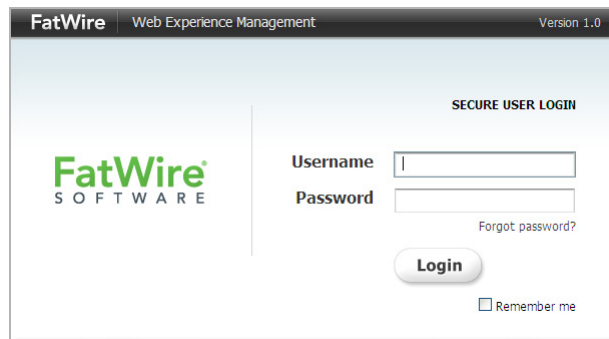 FatWire Web Experience Management Version 1.0
SECURE USER LOGIN
FatWire®
SOFTWARE
Username
Password
Forgot password?
Login
Remember me